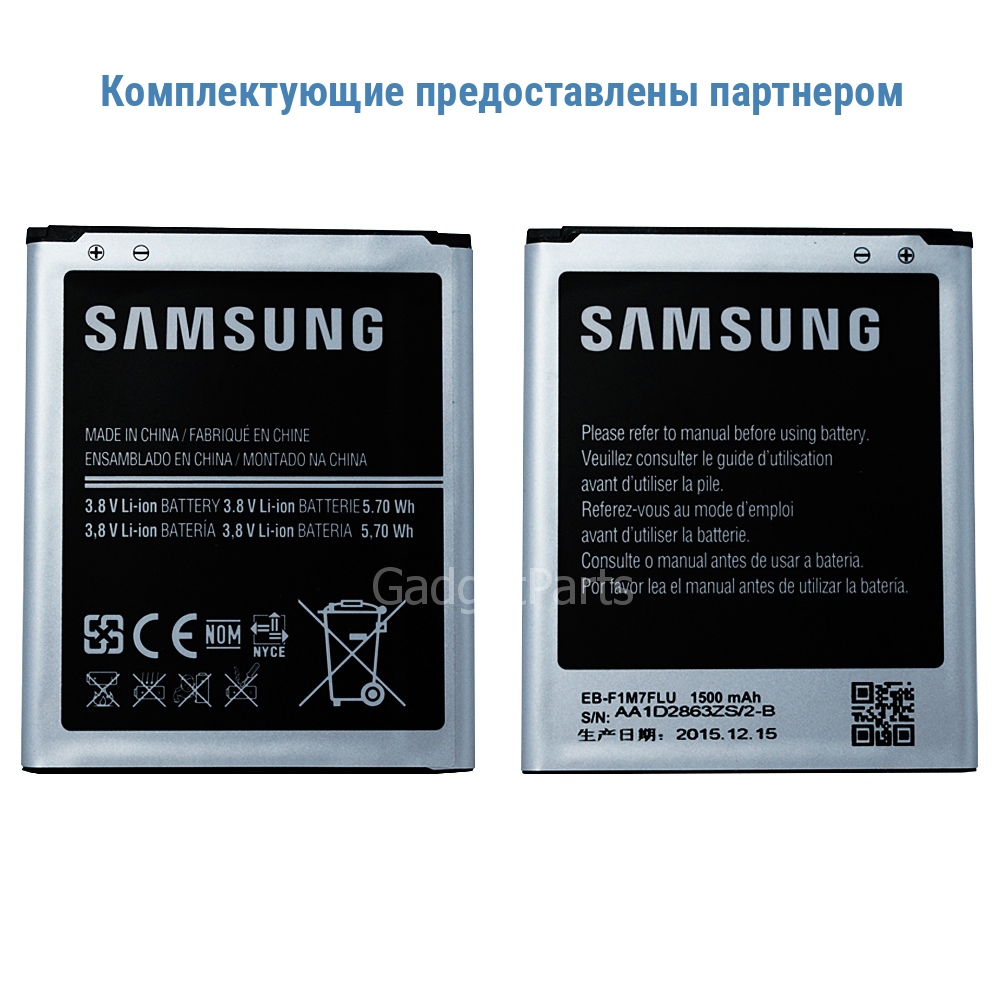 Комплектующие предоставлены партнером
SAMSUNG
MADE IN CHINA / FABRIQUÉ EN CHINE
ENSAMBLADO EN CHINA / MONTADO NA CHINA
3.8 V Li-ion BATTERY 3.8 V Li-ion BATTERIE 5.70 Wh
3,8 V Li-ion BATERÍA 3,8 V Li-ion BATERIA 5,70 Wh
GadgetParts
CE NOM
NYCE
SAMSUNG
Please refer to manual before using battery.
Veuillez consulter le guide d'utilisation
avant d'utiliser la pile.
Referez-vous au mode d'emploi
avant d'utiliser la batterie.
Consulte o manual antes de usar a bateria.
Por favor lea el manual antes de utilizar la batería.
EB-F1M7FLU 1500 mAh
S/N: AA1D2863ZS/2-B
生产日期: 2015.12.15